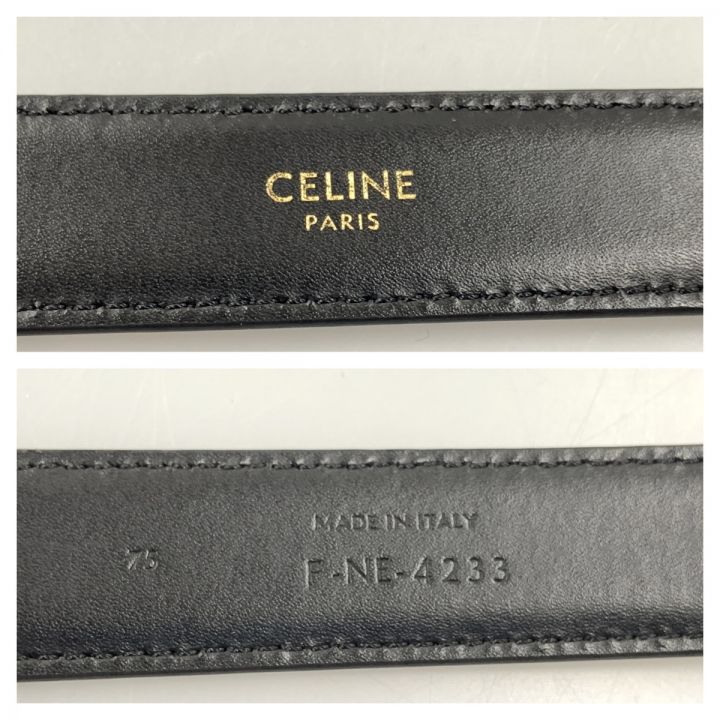 CELINE
PARIS
MADE IN ITALY
75 F-NE-4233